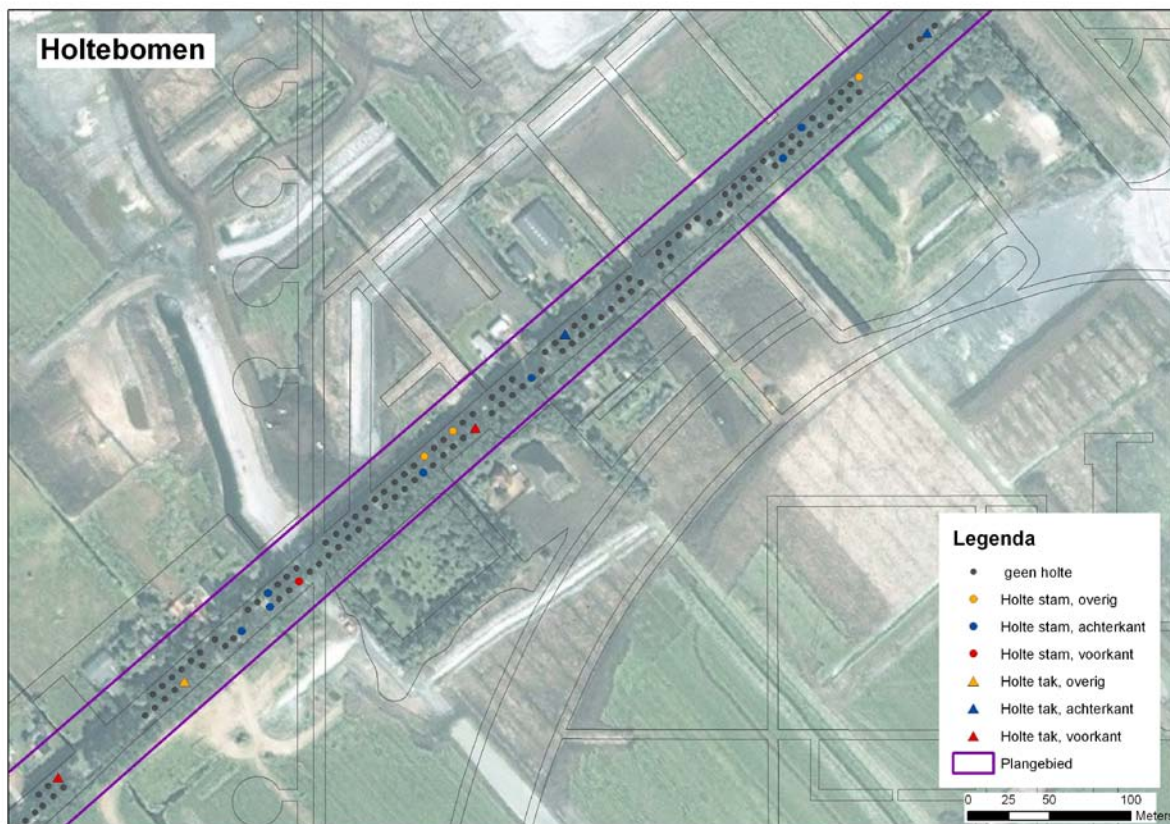 Holtebomen
Legenda
geen holte
Holte stam, overig
Holte stam, achterkant
Holte stam, voorkant
Holte tak, overig
Holte tak, achterkant
Holte tak, voorkant
Plangebied
0 25 50 100
Meters